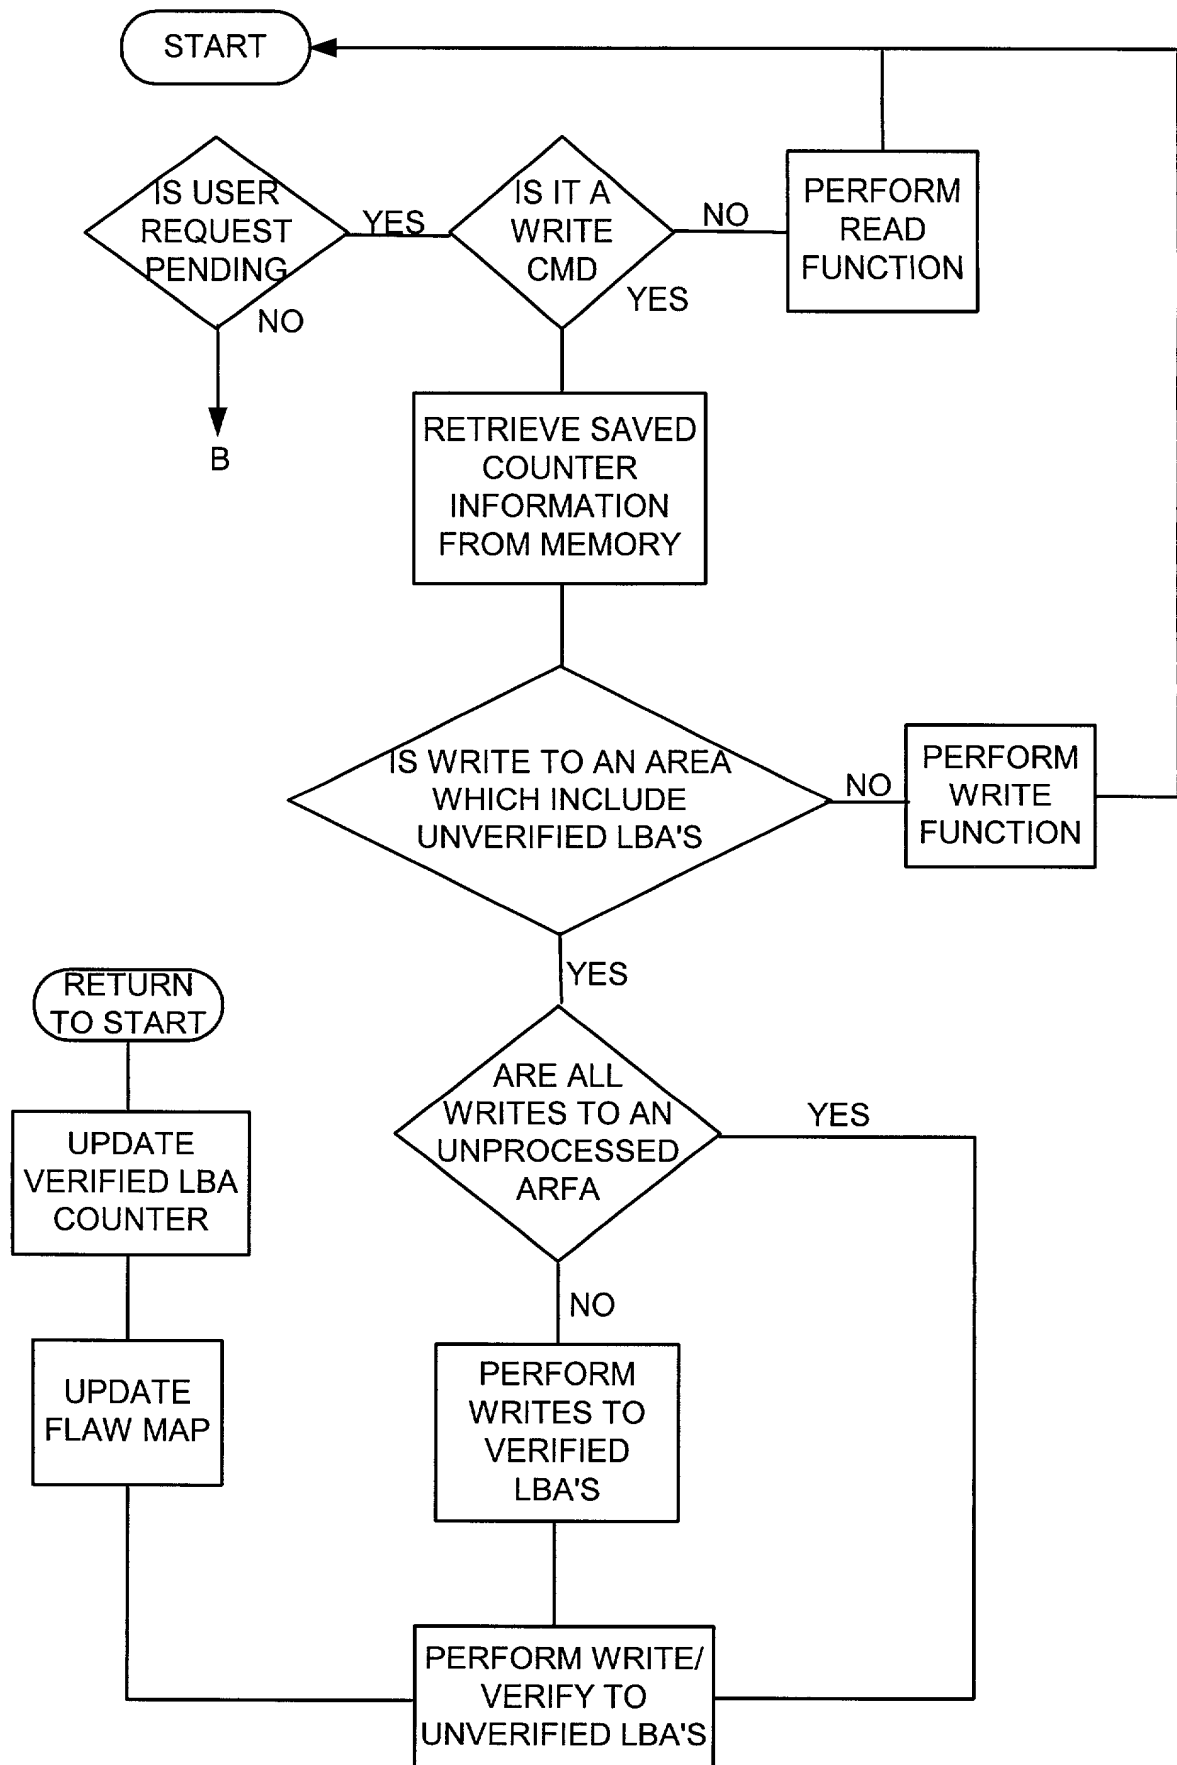 START
IS USER
REQUEST
PENDING
YES
NO
B
IS IT A
WRITE
CMD
NO
YES
PERFORM
READ
FUNCTION
RETRIEVE SAVED
COUNTER
INFORMATION
FROM MEMORY
IS WRITE TO AN AREA
WHICH INCLUDE
UNVERIFIED LBA'S
NO
PERFORM
WRITE
FUNCTION
YES
ARE ALL
WRITES TO AN
UNPROCESSED
ARFA
YES
NO
PERFORM
WRITES TO
VERIFIED
LBA'S
PERFORM WRITE/
VERIFY TO
UNVERIFIED LBA'S
UPDATE
FLAW MAP
UPDATE
VERIFIED LBA
COUNTER
RETURN
TO START